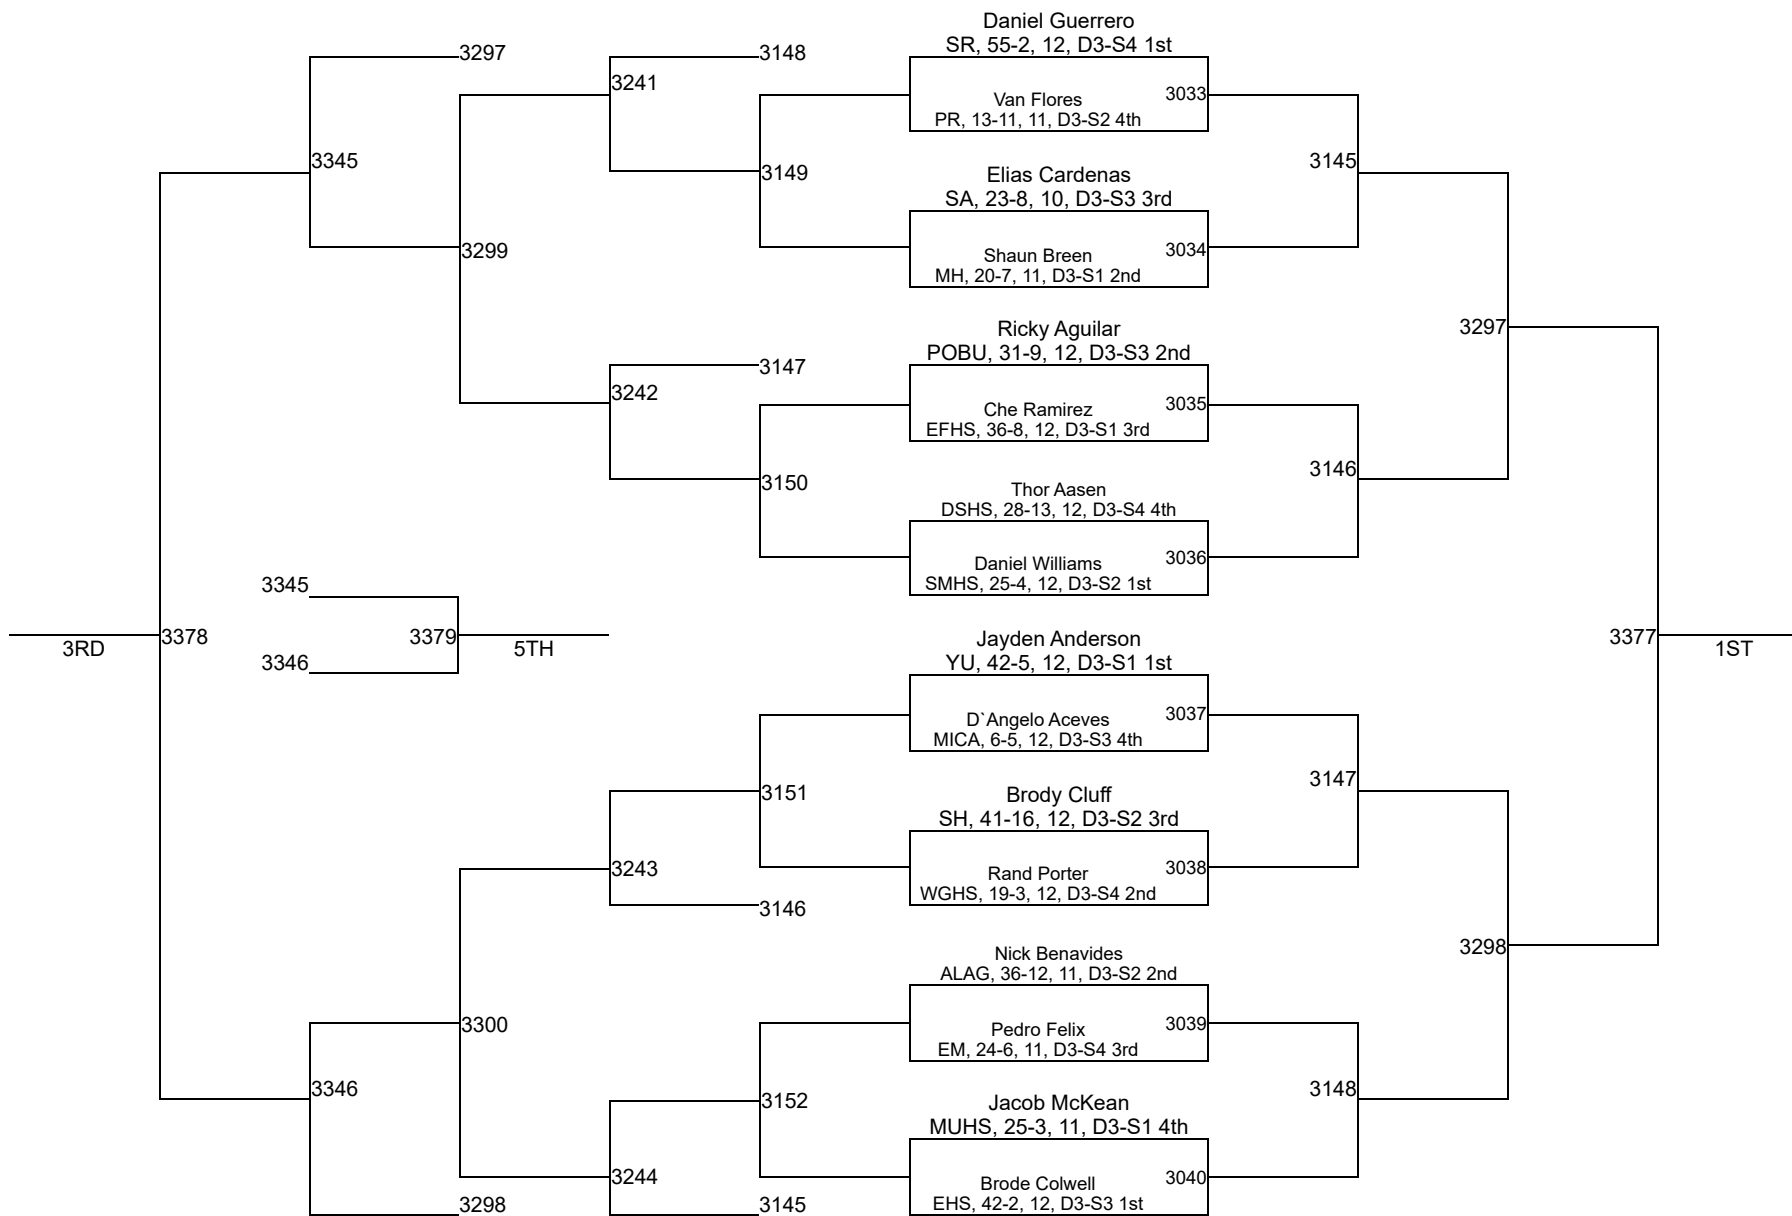 Daniel Guerrero
SR, 55-2, 12, D3-S4 1st
3297
3148
3241
Van Flores
3033
PR, 13-11, 11, D3-S2 4th
3345
3149
3145
Elias Cardenas
SA, 23-8, 10, D3-S3 3rd
3299
Shaun Breen
3034
MH, 20-7, 11, D3-S1 2nd
Ricky Aguilar
3297
POBU, 31-9, 12, D3-S3 2nd
3147
3242
Che Ramirez
3035
EFHS, 36-8, 12, D3-S1 3rd
3150
3146
Thor Aasen
DSHS, 28-13, 12, D3-S4 4th
Daniel Williams
3036
SMHS, 25-4, 12, D3-S2 1st
3345
3RD
3378
3379
5TH
3346
Jayden Anderson
YU, 42-5, 12, D3-S1 1st
3377
1ST
D`Angelo Aceves
3037
MICA, 6-5, 12, D3-S3 4th
3151
3147
Brody Cluff
SH, 41-16, 12, D3-S2 3rd
3243
Rand Porter
3038
WGHS, 19-3, 12, D3-S4 2nd
3146
Nick Benavides
3298
ALAG, 36-12, 11, D3-S2 2nd
3300
Pedro Felix
3039
EM, 24-6, 11, D3-S4 3rd
3346
3152
3148
Jacob McKean
MUHS, 25-3, 11, D3-S1 4th
3244
Brode Colwell
3040
EHS, 42-2, 12, D3-S3 1st
3298
3145